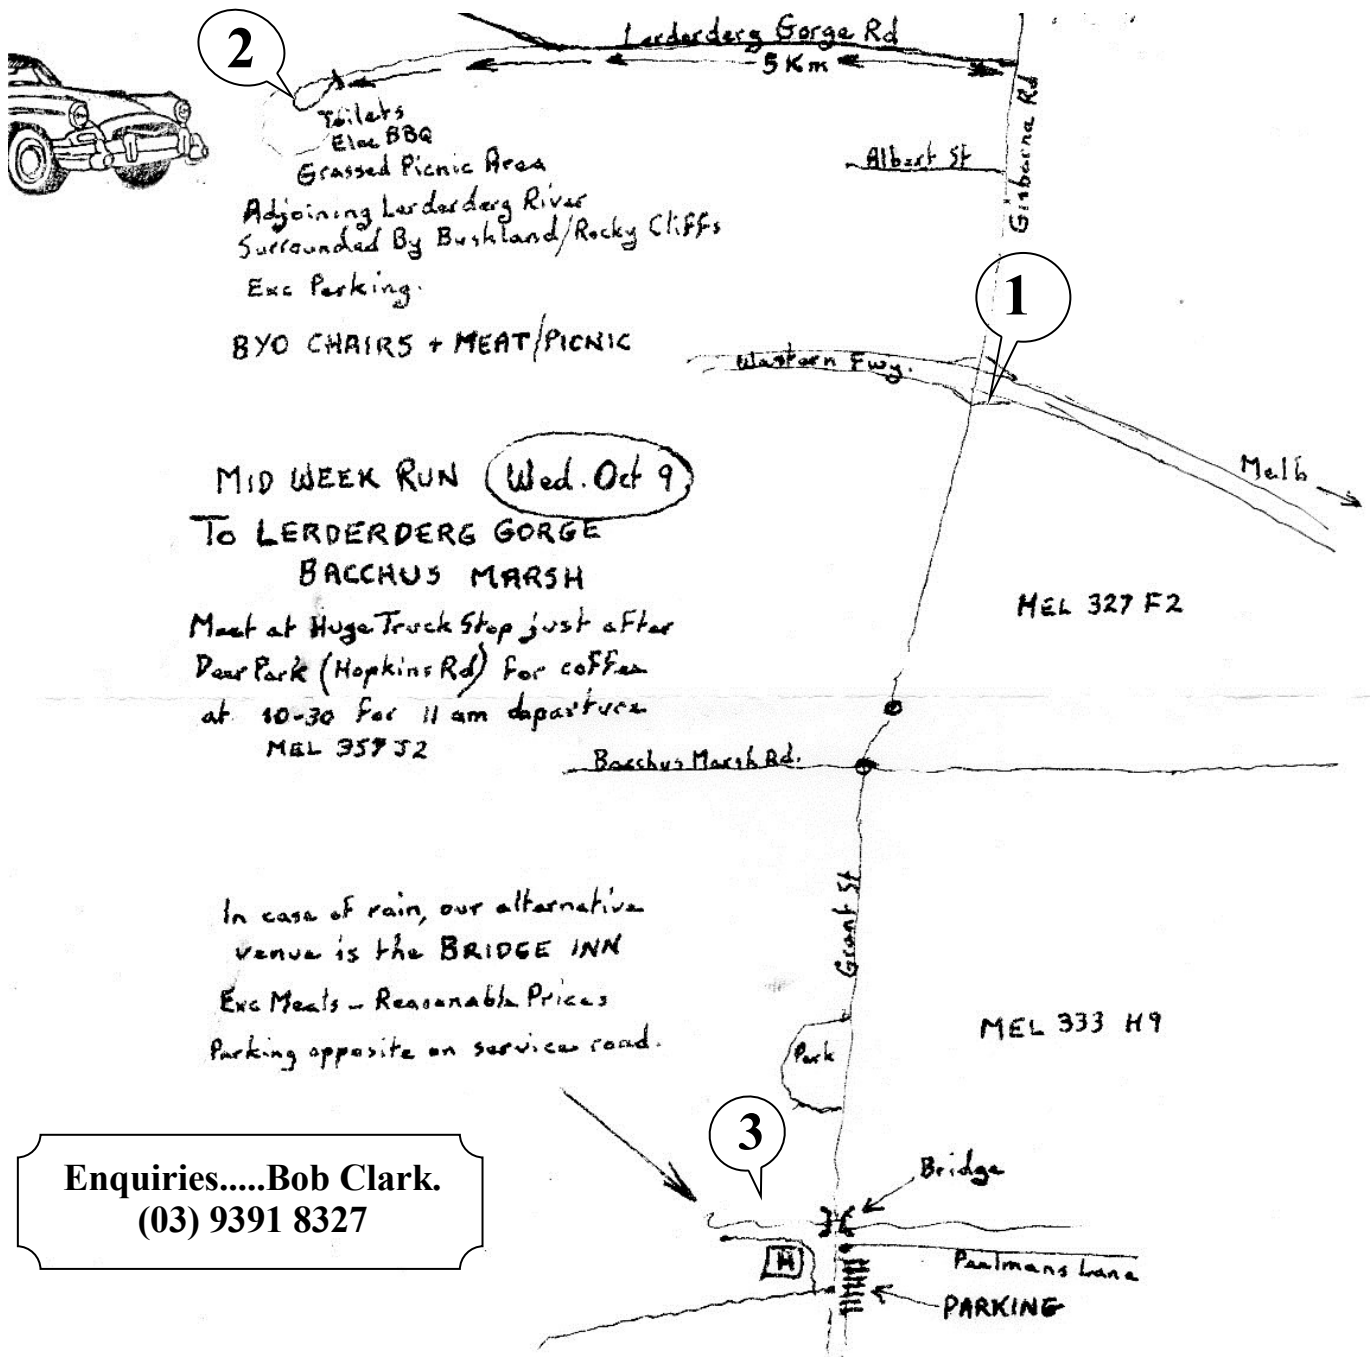 2
Lerderderg Gorge Rd
5 Km
Toilets
Elec BBQ
Grassed Picnic Area
Adjoining Lerderderg River
Surrounded By Bushland/Rocky Cliffs
Exc Parking.
BYO CHAIRS + MEAT/PICNIC
Albert St
Gisborne Rd
1
Western Fwy.
Melb
MID WEEK RUN Wed. Oct 9
To LERDERDERG GORGE
BACCHUS MARSH
Meet at Huge Truck Stop just after
Deer Park (Hopkins Rd) for coffee
at 10-30 for 11 am departure
MEL 357 J2
MEL 327 F2
Bacchus Marsh Rd.
Grant St
In case of rain, our alternative
venue is the BRIDGE INN
Exc Meals - Reasonable Prices
Parking opposite on service road.
Park
MEL 333 H9
3
Bridge
H
Pearlmans Lane
PARKING
Enquiries.....Bob Clark.
(03) 9391 8327